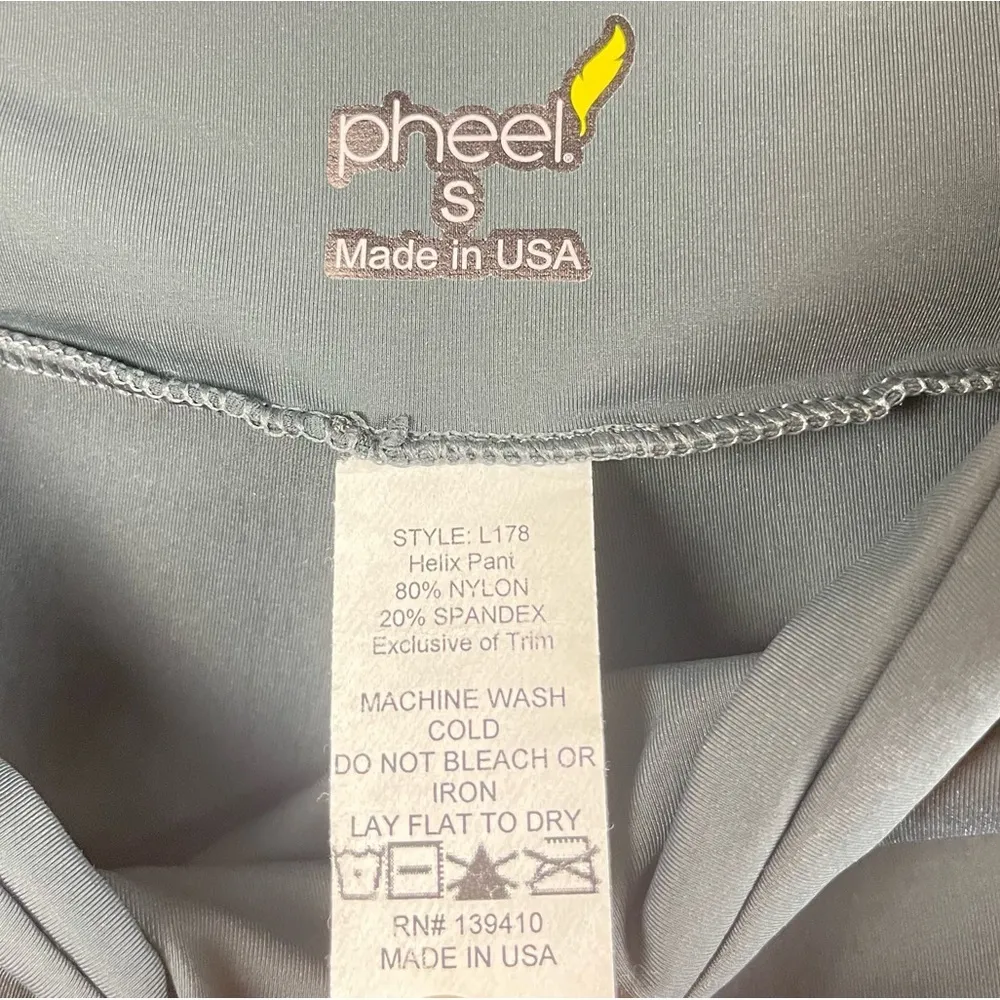 pheel®
S
Made in USA
STYLE: L178
Helix Pant
80% NYLON
20% SPANDEX
Exclusive of Trim
MACHINE WASH
COLD
DO NOT BLEACH OR
IRON
LAY FLAT TO DRY
RN# 139410
MADE IN USA